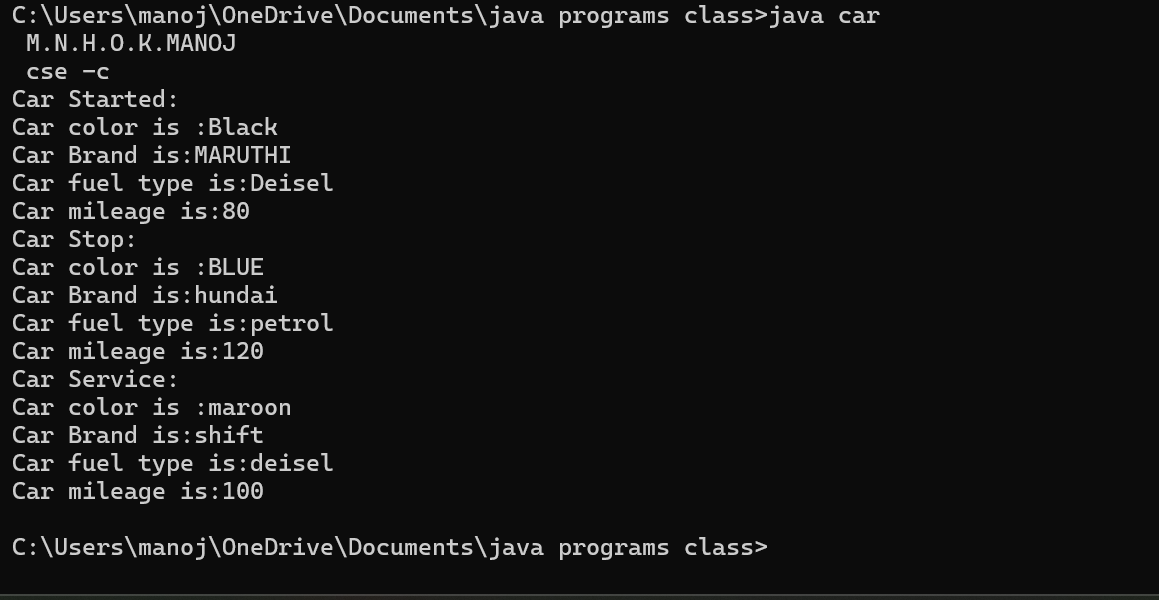 C:\Users\manoj\OneDrive\Documents\java programs class>java car
M.N.H.O.K.MANOJ
cse -c
Car Started:
Car color is :Black
Car Brand is:MARUTHI
Car fuel type is:Deisel
Car mileage is:80
Car Stop:
Car color is :BLUE
Car Brand is:hundai
Car fuel type is:petrol
Car mileage is:120
Car Service:
Car color is :maroon
Car Brand is:shift
Car fuel type is:deisel
Car mileage is:100
C:\Users\manoj\OneDrive\Documents\java programs class>